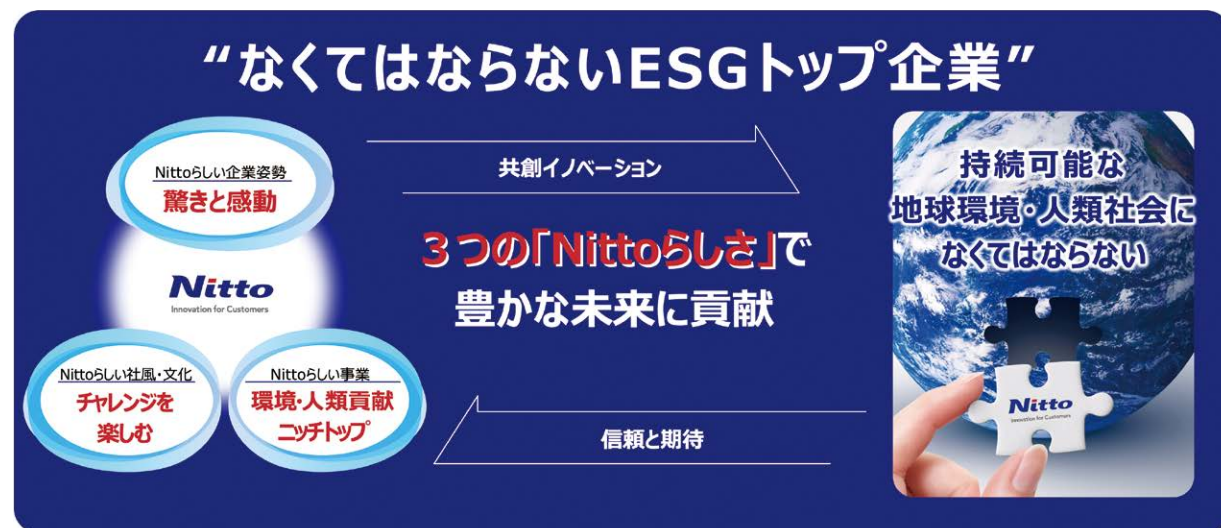 “なくてはならないESGトップ企業”
Nittoらしい企業姿勢
驚きと感動
Nitto
Innovation for Customers
Nittoらしい社風・文化
チャレンジを
楽しむ
Nittoらしい事業
環境・人類貢献
ニッチトップ
共創イノベーション
3つの「Nittoらしさ」で
豊かな未来に貢献
信頼と期待
持続可能な
地球環境・人類社会に
なくてはならない
Nitto
Innovation for Customers